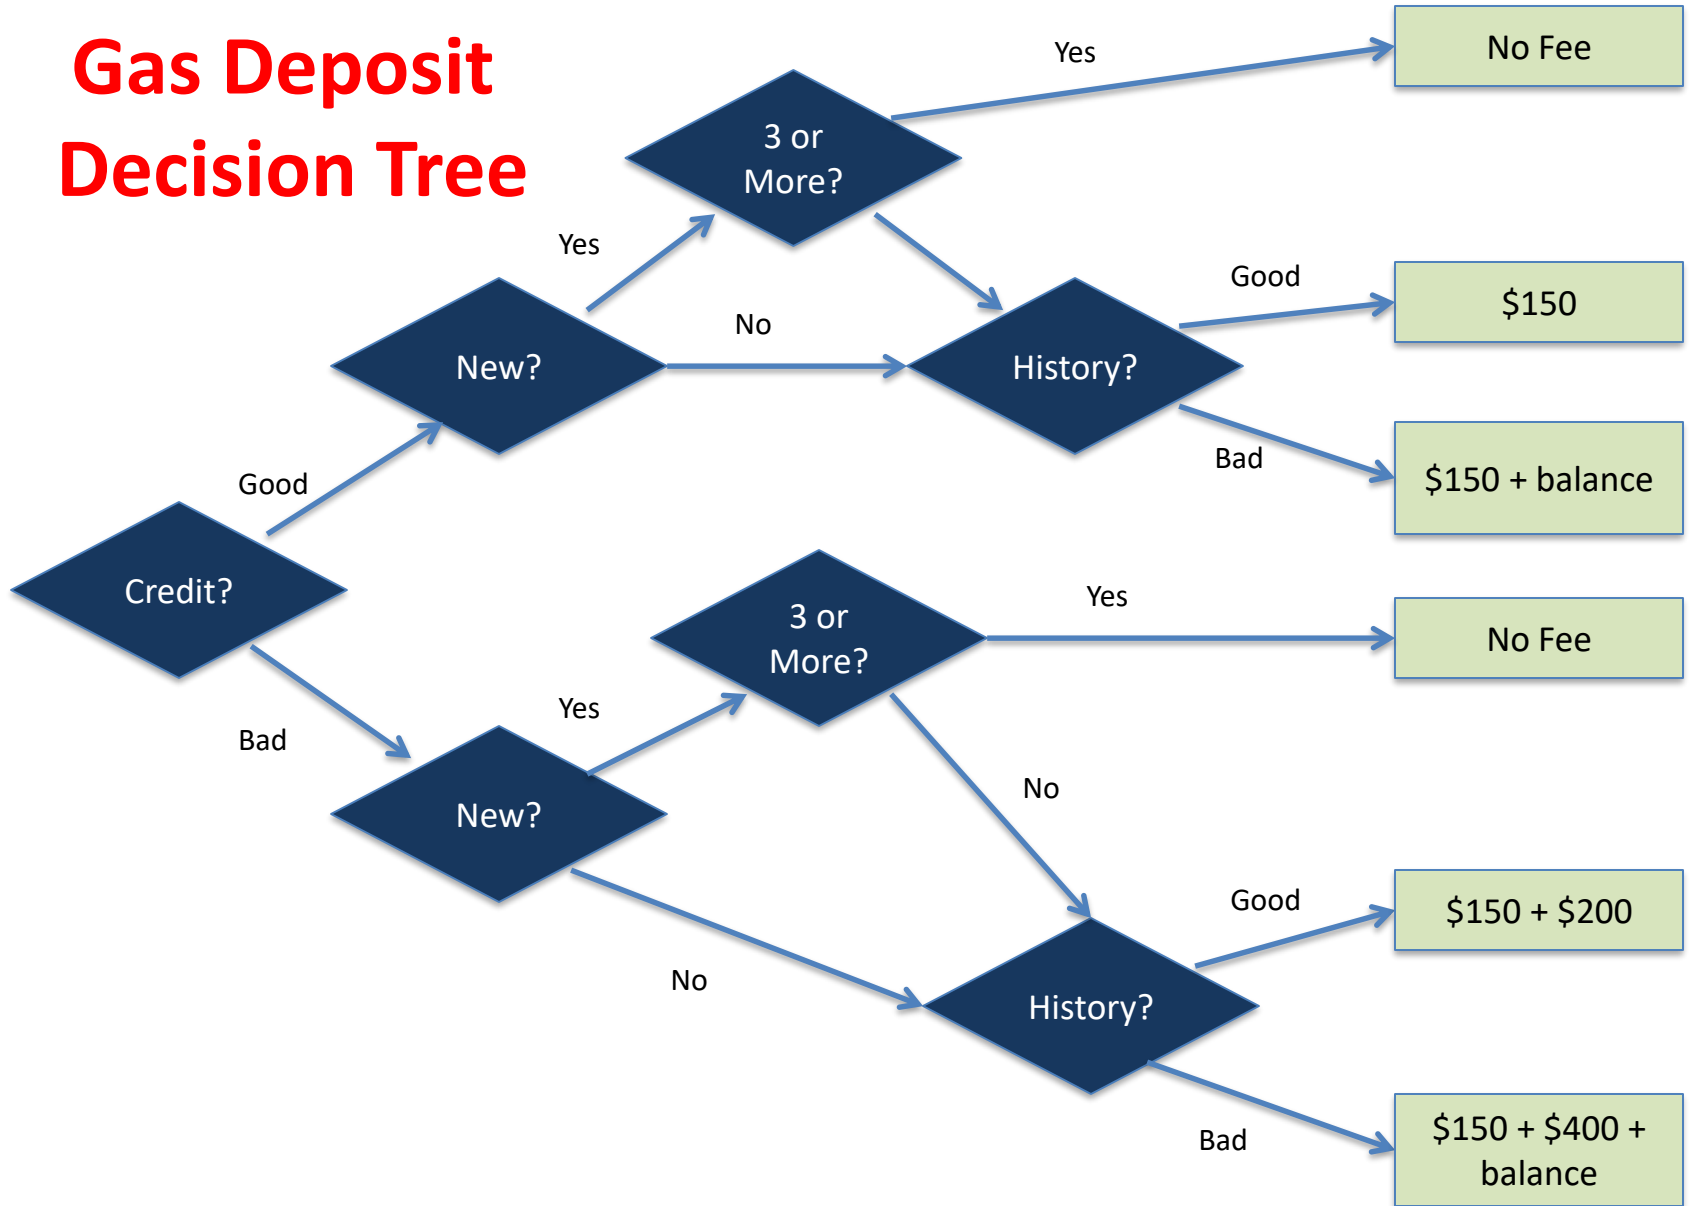 Gas Deposit
Decision Tree
Yes
No Fee
3 or
More?
Yes
Good
$150
No
New?
History?
Bad
$150 + balance
Good
Credit?
3 or
More?
Yes
No Fee
Yes
Bad
New?
No
Good
$150 + $200
No
History?
Bad
$150 + $400 +
balance